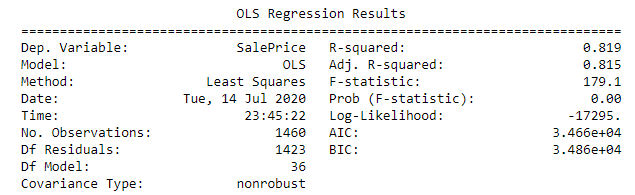 OLS Regression Results
==============================================================================
Dep. Variable: SalePrice R-squared: 0.819
Model: OLS Adj. R-squared: 0.815
Method: Least Squares F-statistic: 179.1
Date: Tue, 14 Jul 2020 Prob (F-statistic): 0.00
Time: 23:45:22 Log-Likelihood: -17295.
No. Observations: 1460 AIC: 3.466e+04
Df Residuals: 1423 BIC: 3.486e+04
Df Model: 36
Covariance Type: nonrobust